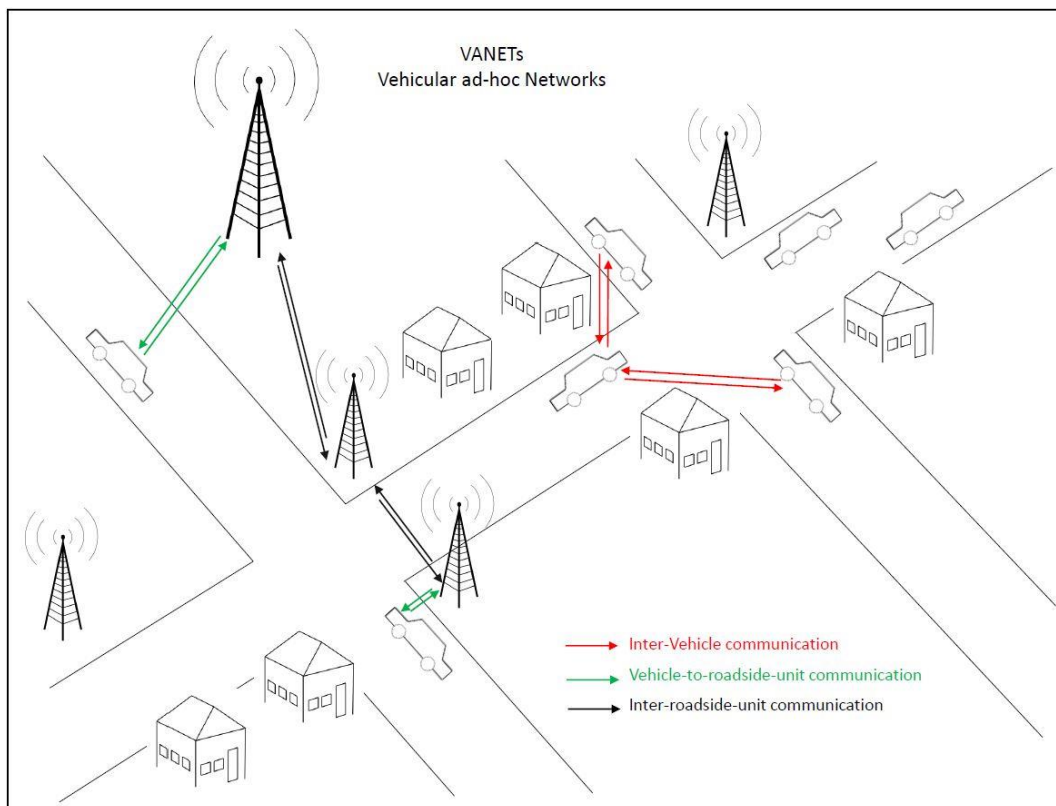 VANETs
Vehicular ad-hoc Networks
Inter-Vehicle communication
Vehicle-to-roadside-unit communication
Inter-roadside-unit communication